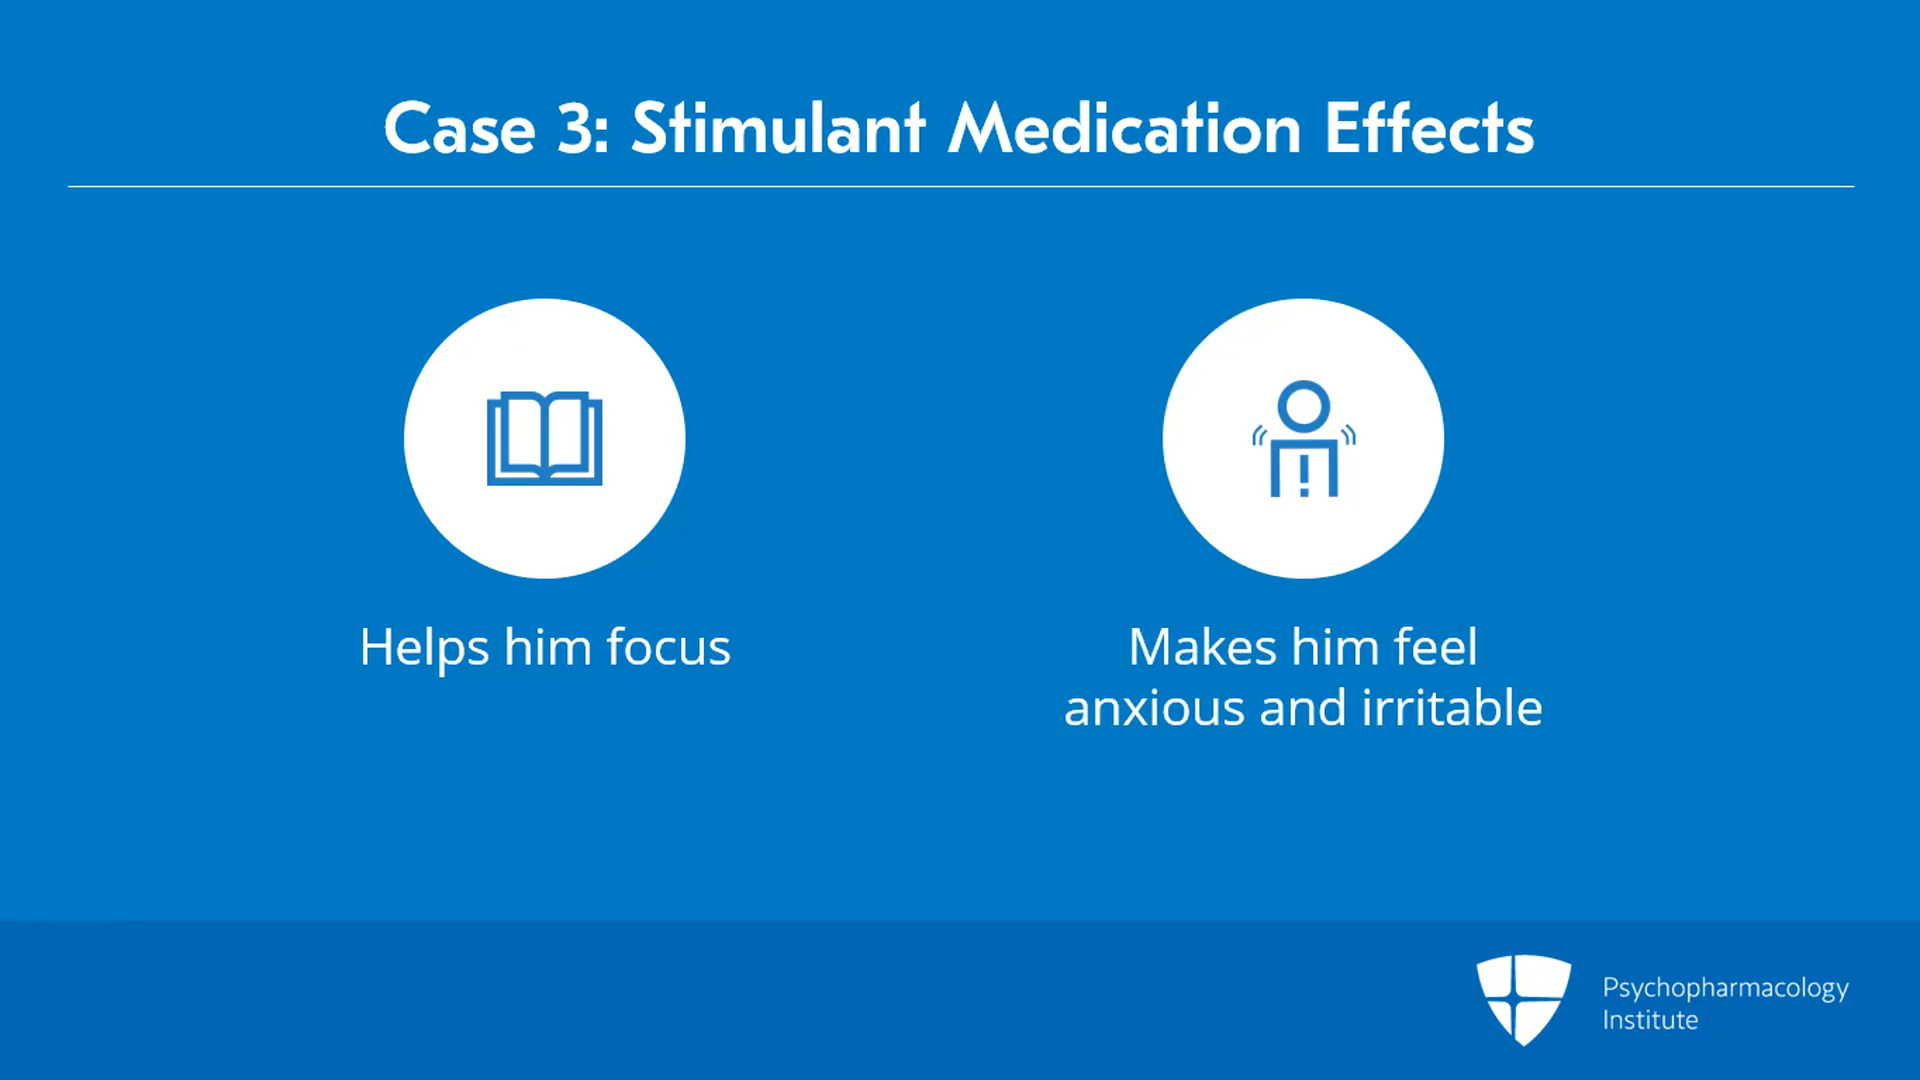 Case 3: Stimulant Medication Effects
Helps him focus
Makes him feel
anxious and irritable
Psychopharmacology
Institute